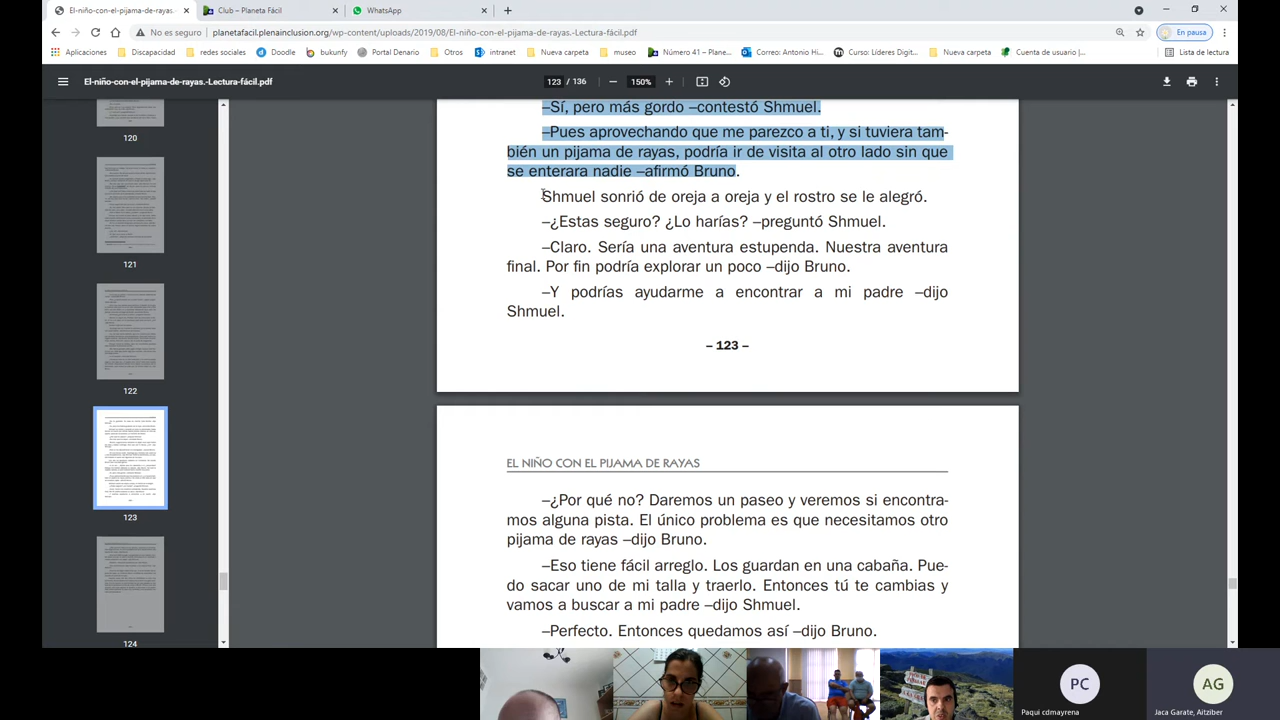 El-niño-con-el-pijama-de-rayas.-L
Club – Planeta Fácil
WhatsApp
No es seguro
planetafacil.plenainclusion.org/wp-content/uploads/2019/08/El-niño-con-el-pijama-de-rayas.-Lectura-fácil.pdf
En pausa
Aplicaciones
Discapacidad
redes sociales
Doodle
bukunfy
Portal Denario
Otros
intranet
Nueva carpeta
museo
Número 41 – Plane...
Correo: Antonio Hi...
Curso: Líderes Digit...
Nueva carpeta
Cuenta de usuario|...
Lista de lectura
El-niño-con-el-pijama-de-rayas.-Lectura-fácil.pdf
123 / 136
150%
120
121
122
123
124
–Sí, pero más gordo –contestó Shmuel.
–Pues aprovechando que me parezco a ti, y si tuviera tam-
bién un pijama de rayas, podría ir de visita al otro lado sin que
se enterara nadie –afirmó Bruno.
Shmuel sonrió de oreja a oreja y el rostro se le alegró.
–¿Estás seguro? ¿Lo harías? –preguntó Shmuel.
–Claro. Sería una aventura estupenda. Nuestra aventura
final. Por fin podría explorar un poco –dijo Bruno.
–Y podrías ayudarme a encontrar a mi padre –dijo
Shmuel.
– 123 –
EL NIÑO CON EL PIJAMA DE RAYAS
–¿Por qué no? Daremos un paseo y veremos si encontra-
mos alguna pista. El único problema es que necesitamos otro
pijama de rayas –dijo Bruno.
–Eso tiene fácil arreglo. Los guardan en una cabaña. Pue-
do sacar uno de mi talla y traerlo. Entonces tú te cambias y
vamos a buscar a mi padre –dijo Shmuel.
–Perfecto. Entonces quedamos así –dijo Bruno.
PC
Paqui cdmayrena
AG
Jaca Garate, Aitziber